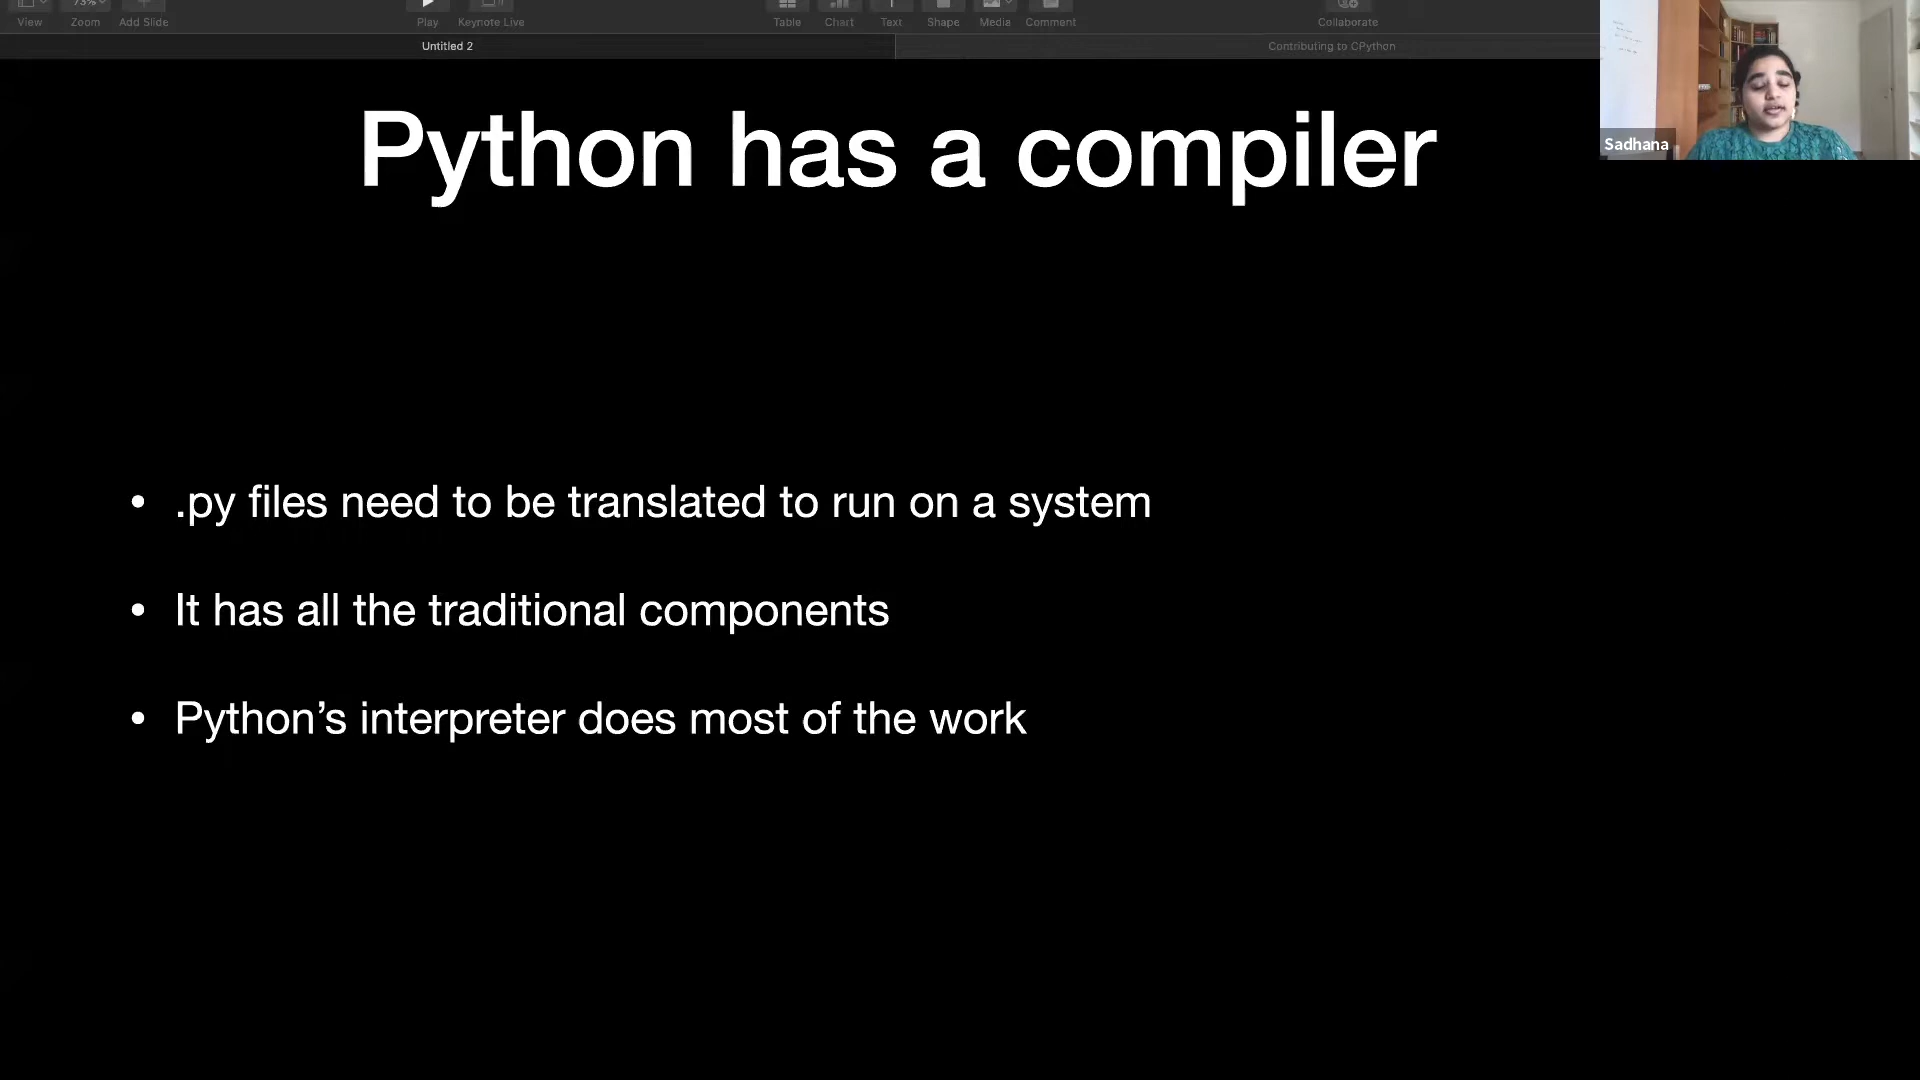 View
Zoom
Add Slide
Play
Keynote Live
Table
Chart
Text
Shape
Media
Comment
Collaborate
Untitled 2
Contributing to CPython
Sadhana
Python has a compiler
• .py files need to be translated to run on a system
• It has all the traditional components
• Python’s interpreter does most of the work